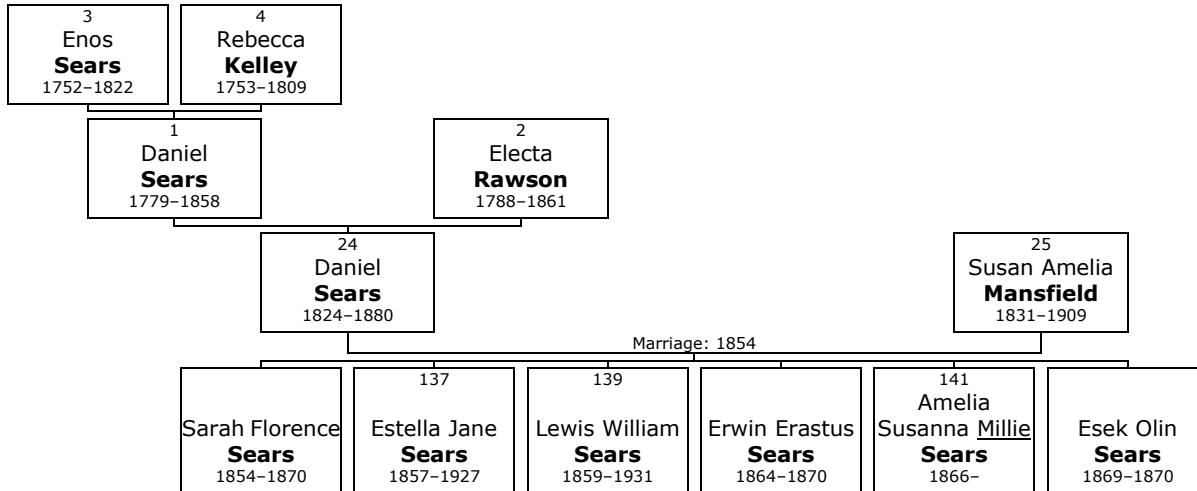 3
Enos
Sears
1752–1822
4
Rebecca
Kelley
1753–1809
1
Daniel
Sears
1779–1858
2
Electa
Rawson
1788–1861
24
Daniel
Sears
1824–1880
25
Susan Amelia
Mansfield
1831–1909
Marriage: 1854
Sarah Florence
Sears
1854–1870
137
Estella Jane
Sears
1857–1927
139
Lewis William
Sears
1859–1931
Erwin Erastus
Sears
1864–1870
141
Amelia
Susanna Millie
Sears
1866–
Esek Olin
Sears
1869–1870